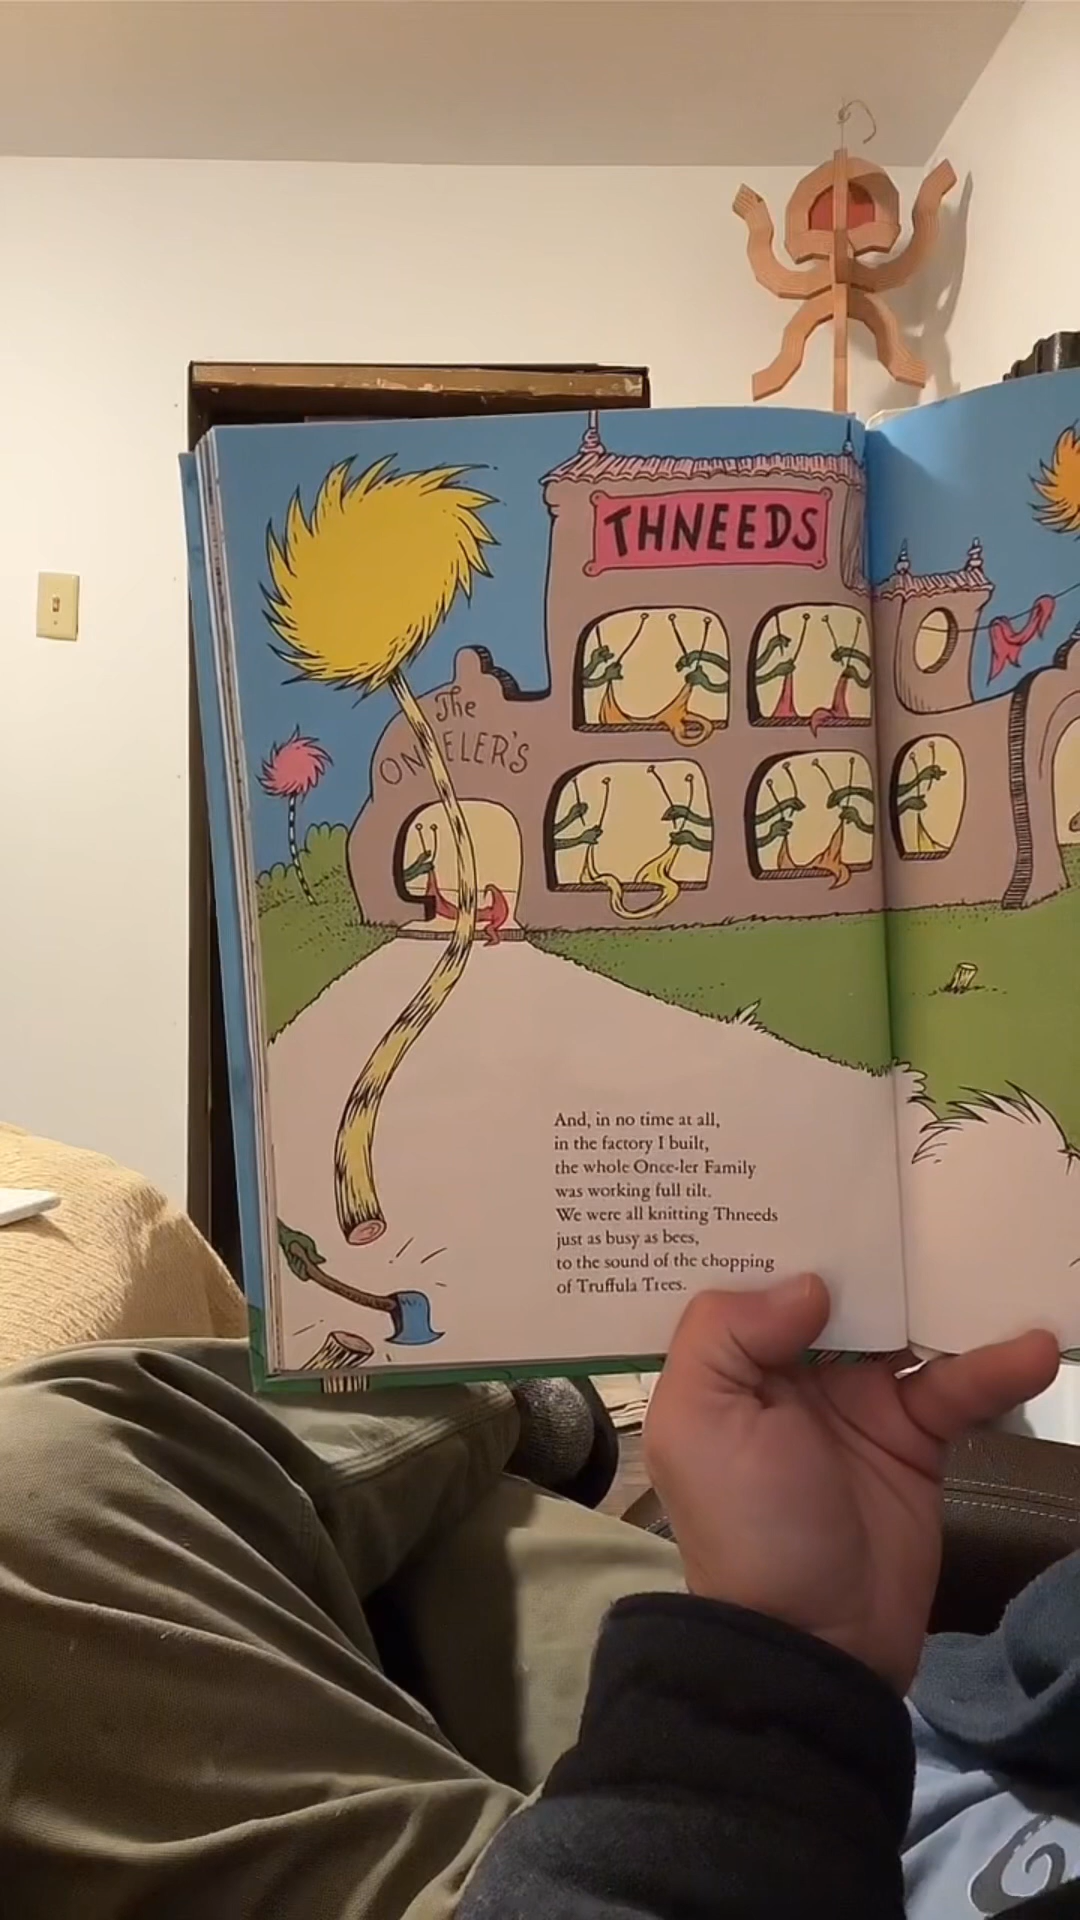 THNEEDS
The
ON ELER'S
And, in no time at all,
in the factory I built,
the whole Once-ler Family
was working full tilt.
We were all knitting Thneeds
just as busy as bees,
to the sound of the chopping
of Truffula Trees.